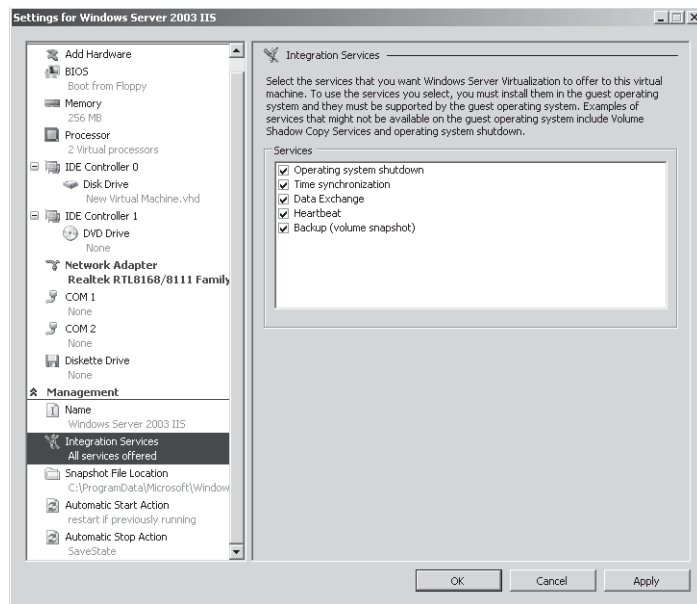 Settings for Windows Server 2003 IIS
Add Hardware
BIOS
Boot from Floppy
Memory
256 MB
Processor
2 Virtual processors
IDE Controller 0
Disk Drive
New Virtual Machine.vhd
IDE Controller 1
DVD Drive
None
Network Adapter
Realtek RTL8168/8111 Family
COM 1
None
COM 2
None
Diskette Drive
None
Management
Name
Windows Server 2003 IIS
Integration Services
All services offered
Snapshot File Location
C:\ProgramData\Microsoft\Window
Automatic Start Action
restart if previously running
Automatic Stop Action
SaveState
Integration Services
Select the services that you want Windows Server Virtualization to offer to this virtual
machine. To use the services you select, you must install them in the guest operating
system and they must be supported by the guest operating system. Examples of
services that might not be available on the guest operating system include Volume
Shadow Copy Services and operating system shutdown.
Services
Operating system shutdown
Time synchronization
Data Exchange
Heartbeat
Backup (volume snapshot)
OK
Cancel
Apply